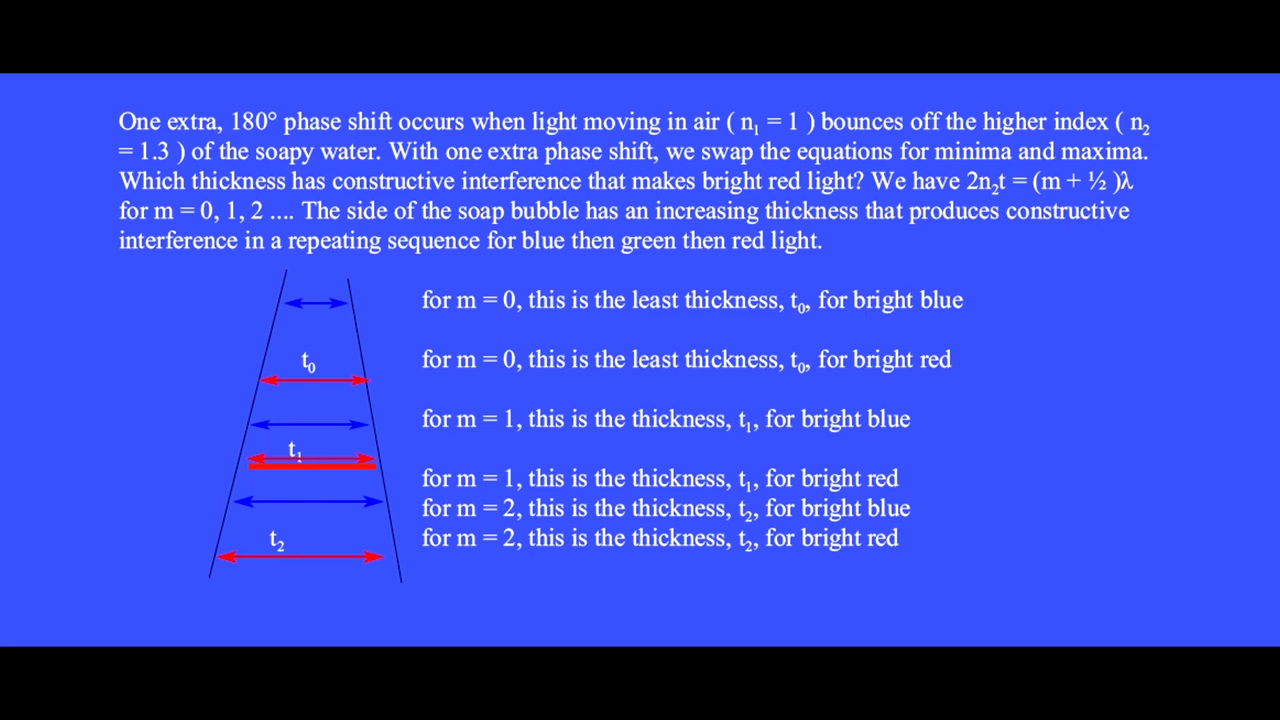 One extra, 180° phase shift occurs when light moving in air ( n₁ = 1 ) bounces off the higher index ( n₂
= 1.3 ) of the soapy water. With one extra phase shift, we swap the equations for minima and maxima.
Which thickness has constructive interference that makes bright red light? We have 2n₂t = (m + ½ )λ
for m = 0, 1, 2 .... The side of the soap bubble has an increasing thickness that produces constructive
interference in a repeating sequence for blue then green then red light.
for m = 0, this is the least thickness, t₀, for bright blue
t₀
for m = 0, this is the least thickness, t₀, for bright red
for m = 1, this is the thickness, t₁, for bright blue
t₁
for m = 1, this is the thickness, t₁, for bright red
for m = 2, this is the thickness, t₂, for bright blue
t₂
for m = 2, this is the thickness, t₂, for bright red